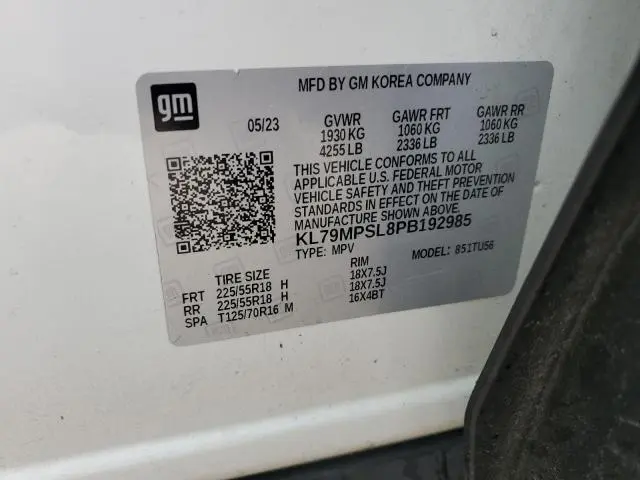 gm
MFD BY GM KOREA COMPANY
05/23 GVWR GAWR FRT GAWR RR
1930 KG 1060 KG 1060 KG
4255 LB 2336 LB 2336 LB
THIS VEHICLE CONFORMS TO ALL
APPLICABLE U.S. FEDERAL MOTOR
VEHICLE SAFETY AND THEFT PREVENTION
STANDARDS IN EFFECT ON THE DATE OF
MANUFACTURE SHOWN ABOVE.
KL79MPSL8PB192985
TYPE: MPV MODEL: 851TU56
TIRE SIZE RIM
FRT 225/55R18 H 18X7.5J
RR 225/55R18 H 18X7.5J
SPA T125/70R16 M 16X4BT